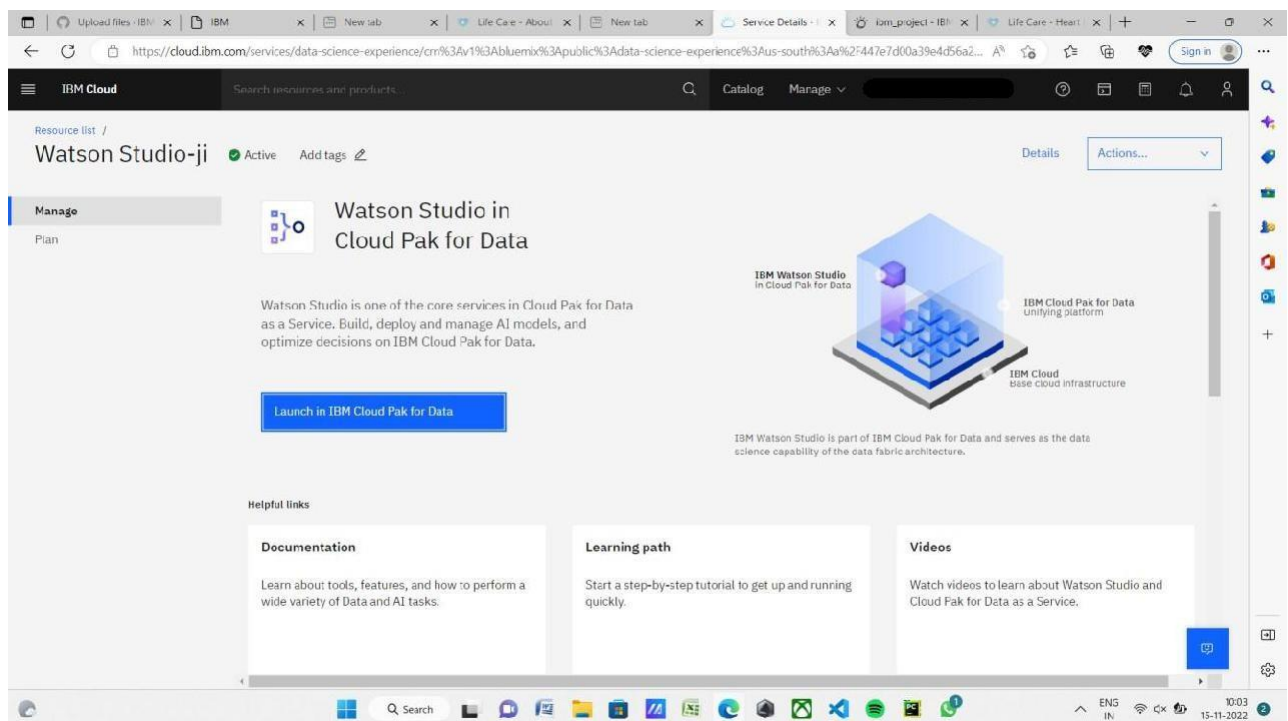 Upload files · IBM
IBM
New tab
Life Care - About
New tab
Service Details - I
ibm_project - IBM
Life Care - Heart
https://cloud.ibm.com/services/data-science-experience/crn%3Av1%3Abluemix%3Apublic%3Adata-science-experience%3Aus-south%3Aa%2F447e7d00a39e4d56a2...
Sign in
IBM Cloud
Search resources and products...
Catalog
Manage
Resource list /
Watson Studio-ji
Active
Add tags
Details
Actions...
Manage
Plan
Watson Studio in
Cloud Pak for Data
Watson Studio is one of the core services in Cloud Pak for Data
as a Service. Build, deploy and manage AI models, and
optimize decisions on IBM Cloud Pak for Data.
Launch in IBM Cloud Pak for Data
IBM Watson Studio
in Cloud Pak for Data
IBM Cloud Pak for Data
Unifying platform
IBM Cloud
Base cloud infrastructure
IBM Watson Studio is part of IBM Cloud Pak for Data and serves as the data
science capability of the data fabric architecture.
Helpful links
Documentation
Learn about tools, features, and how to perform a
wide variety of Data and AI tasks.
Learning path
Start a step-by-step tutorial to get up and running
quickly.
Videos
Watch videos to learn about Watson Studio and
Cloud Pak for Data as a Service.
Search
ENG
IN
10:03
15-11-2022
2